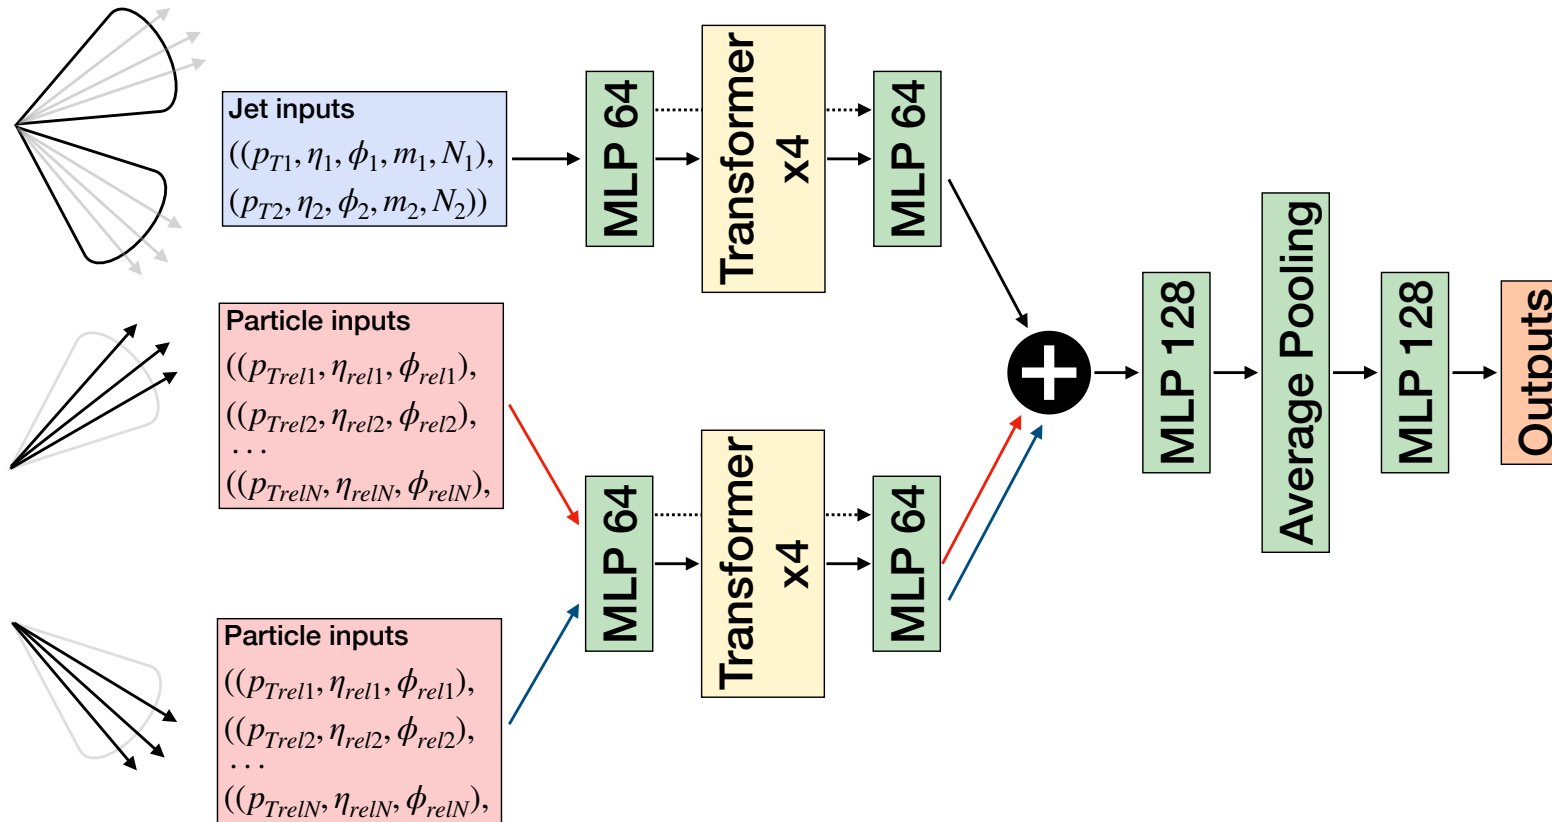 Jet inputs
((p_{T1}, η_1, ϕ_1, m_1, N_1),
(p_{T2}, η_2, ϕ_2, m_2, N_2))
MLP 64
Transformer
x4
MLP 64
Particle inputs
((p_{Trel1}, η_{rel1}, ϕ_{rel1}),
((p_{Trel2}, η_{rel2}, ϕ_{rel2}),
...
((p_{TrelN}, η_{relN}, ϕ_{relN}),
Particle inputs
((p_{Trel1}, η_{rel1}, ϕ_{rel1}),
((p_{Trel2}, η_{rel2}, ϕ_{rel2}),
...
((p_{TrelN}, η_{relN}, ϕ_{relN}),
MLP 64
Transformer
x4
MLP 64
+
MLP 128
Average Pooling
MLP 128
Outputs